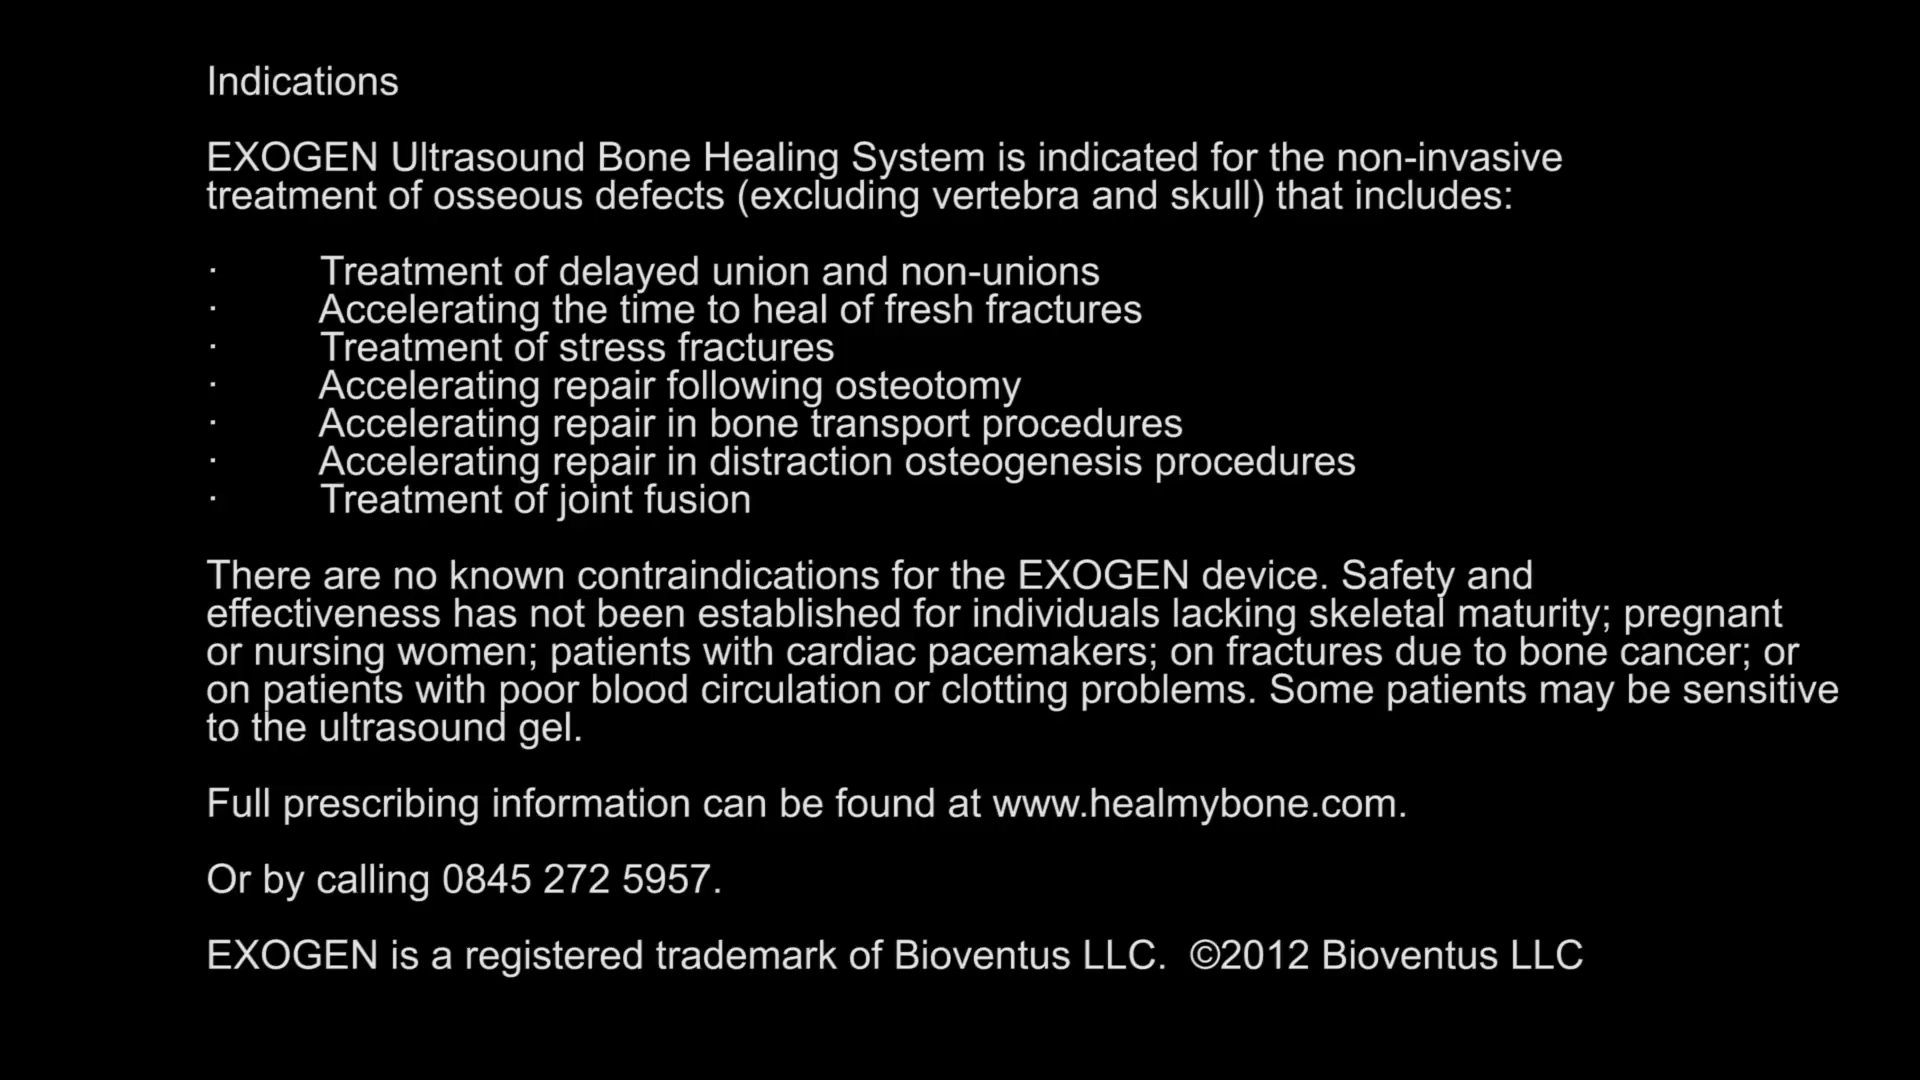 Indications
EXOGEN Ultrasound Bone Healing System is indicated for the non-invasive
treatment of osseous defects (excluding vertebra and skull) that includes:
· Treatment of delayed union and non-unions
· Accelerating the time to heal of fresh fractures
· Treatment of stress fractures
· Accelerating repair following osteotomy
· Accelerating repair in bone transport procedures
· Accelerating repair in distraction osteogenesis procedures
· Treatment of joint fusion
There are no known contraindications for the EXOGEN device. Safety and
effectiveness has not been established for individuals lacking skeletal maturity; pregnant
or nursing women; patients with cardiac pacemakers; on fractures due to bone cancer; or
on patients with poor blood circulation or clotting problems. Some patients may be sensitive
to the ultrasound gel.
Full prescribing information can be found at www.healmybone.com.
Or by calling 0845 272 5957.
EXOGEN is a registered trademark of Bioventus LLC.  ©2012 Bioventus LLC